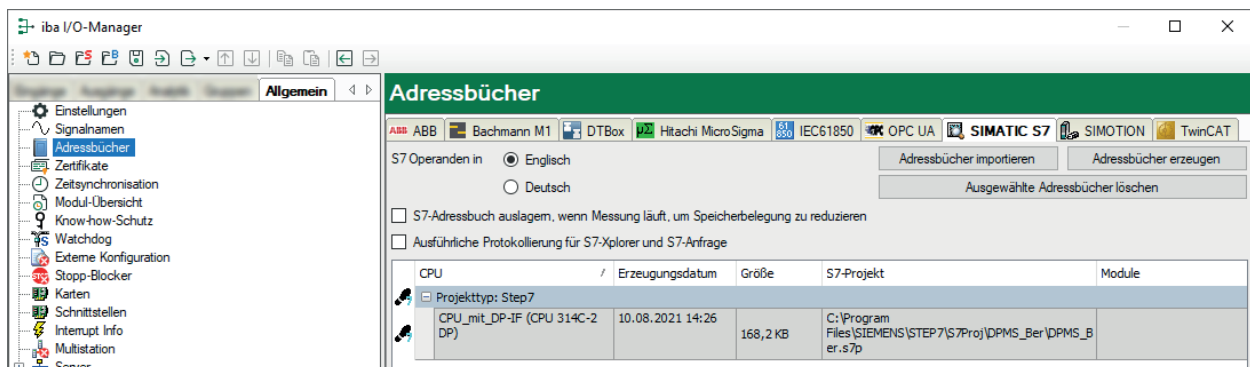 iba I/O-Manager
Allgemein
Einstellungen
Signalnamen
Adressbücher
Zertifikate
Zeitsynchronisation
Modul-Übersicht
Know-how-Schutz
Watchdog
Externe Konfiguration
Stopp-Blocker
Karten
Schnittstellen
Interrupt Info
Multistation
Server
Adressbücher
ABB ABB Bachmann M1 DTBox µΣ Hitachi MicroSigma 61 850 IEC61850 OPC UA SIMATIC S7 SIMOTION TwinCAT
S7 Operanden in Englisch Adressbücher importieren Adressbücher erzeugen
Deutsch Ausgewählte Adressbücher löschen
S7-Adressbuch auslagern, wenn Messung läuft, um Speicherbelegung zu reduzieren
Ausführliche Protokollierung für S7-Xplorer und S7-Anfrage
CPU Erzeugungsdatum Größe S7-Projekt Module
Projekttyp: Step7
CPU_mit_DP-IF (CPU 314C-2 10.08.2021 14:26 C:\Program
DP) 168,2 KB Files\SIEMENS\STEP7\S7Proj\DPMS_Ber\DPMS_B
er.s7p